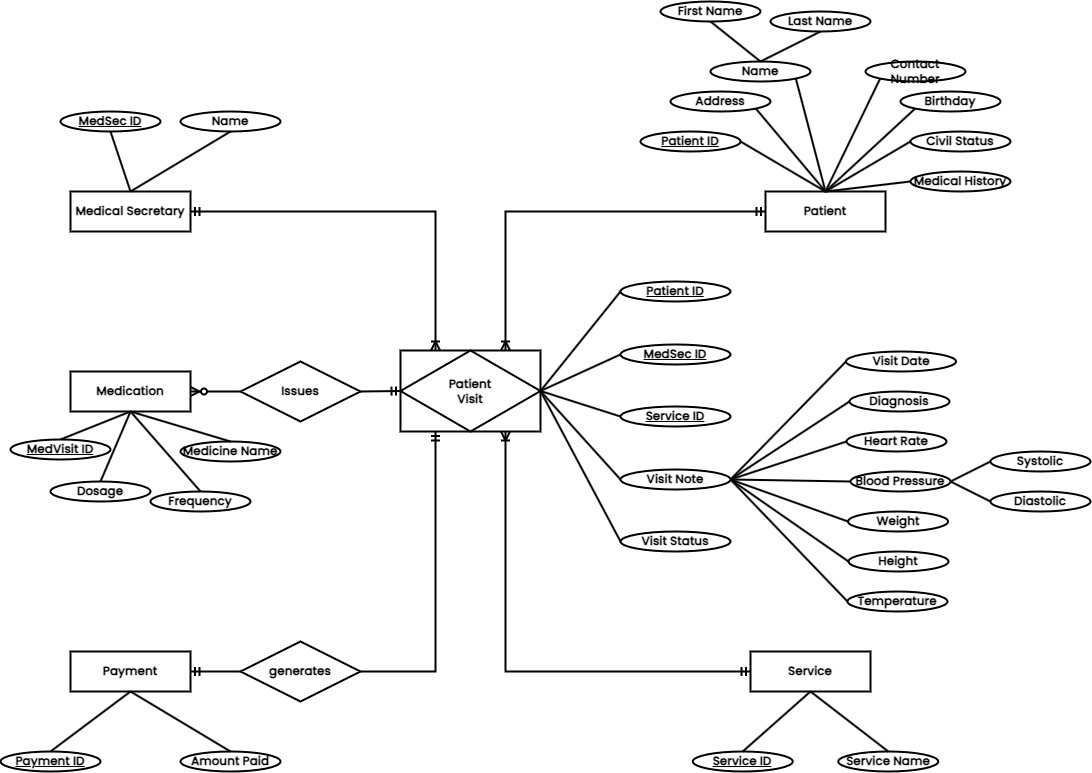 First Name
Last Name
Name
Contact
Number
Address
Birthday
MedSec ID
Name
Patient ID
Civil Status
Medical History
Medical Secretary
Patient
Patient ID
MedSec ID
Visit Date
Patient
Visit
Medication
Issues
Diagnosis
Service ID
Heart Rate
MedVisit ID
Medicine Name
Systolic
Visit Note
Blood Pressure
Dosage
Frequency
Diastolic
Weight
Visit Status
Height
Temperature
Payment
generates
Service
Payment ID
Amount Paid
Service ID
Service Name